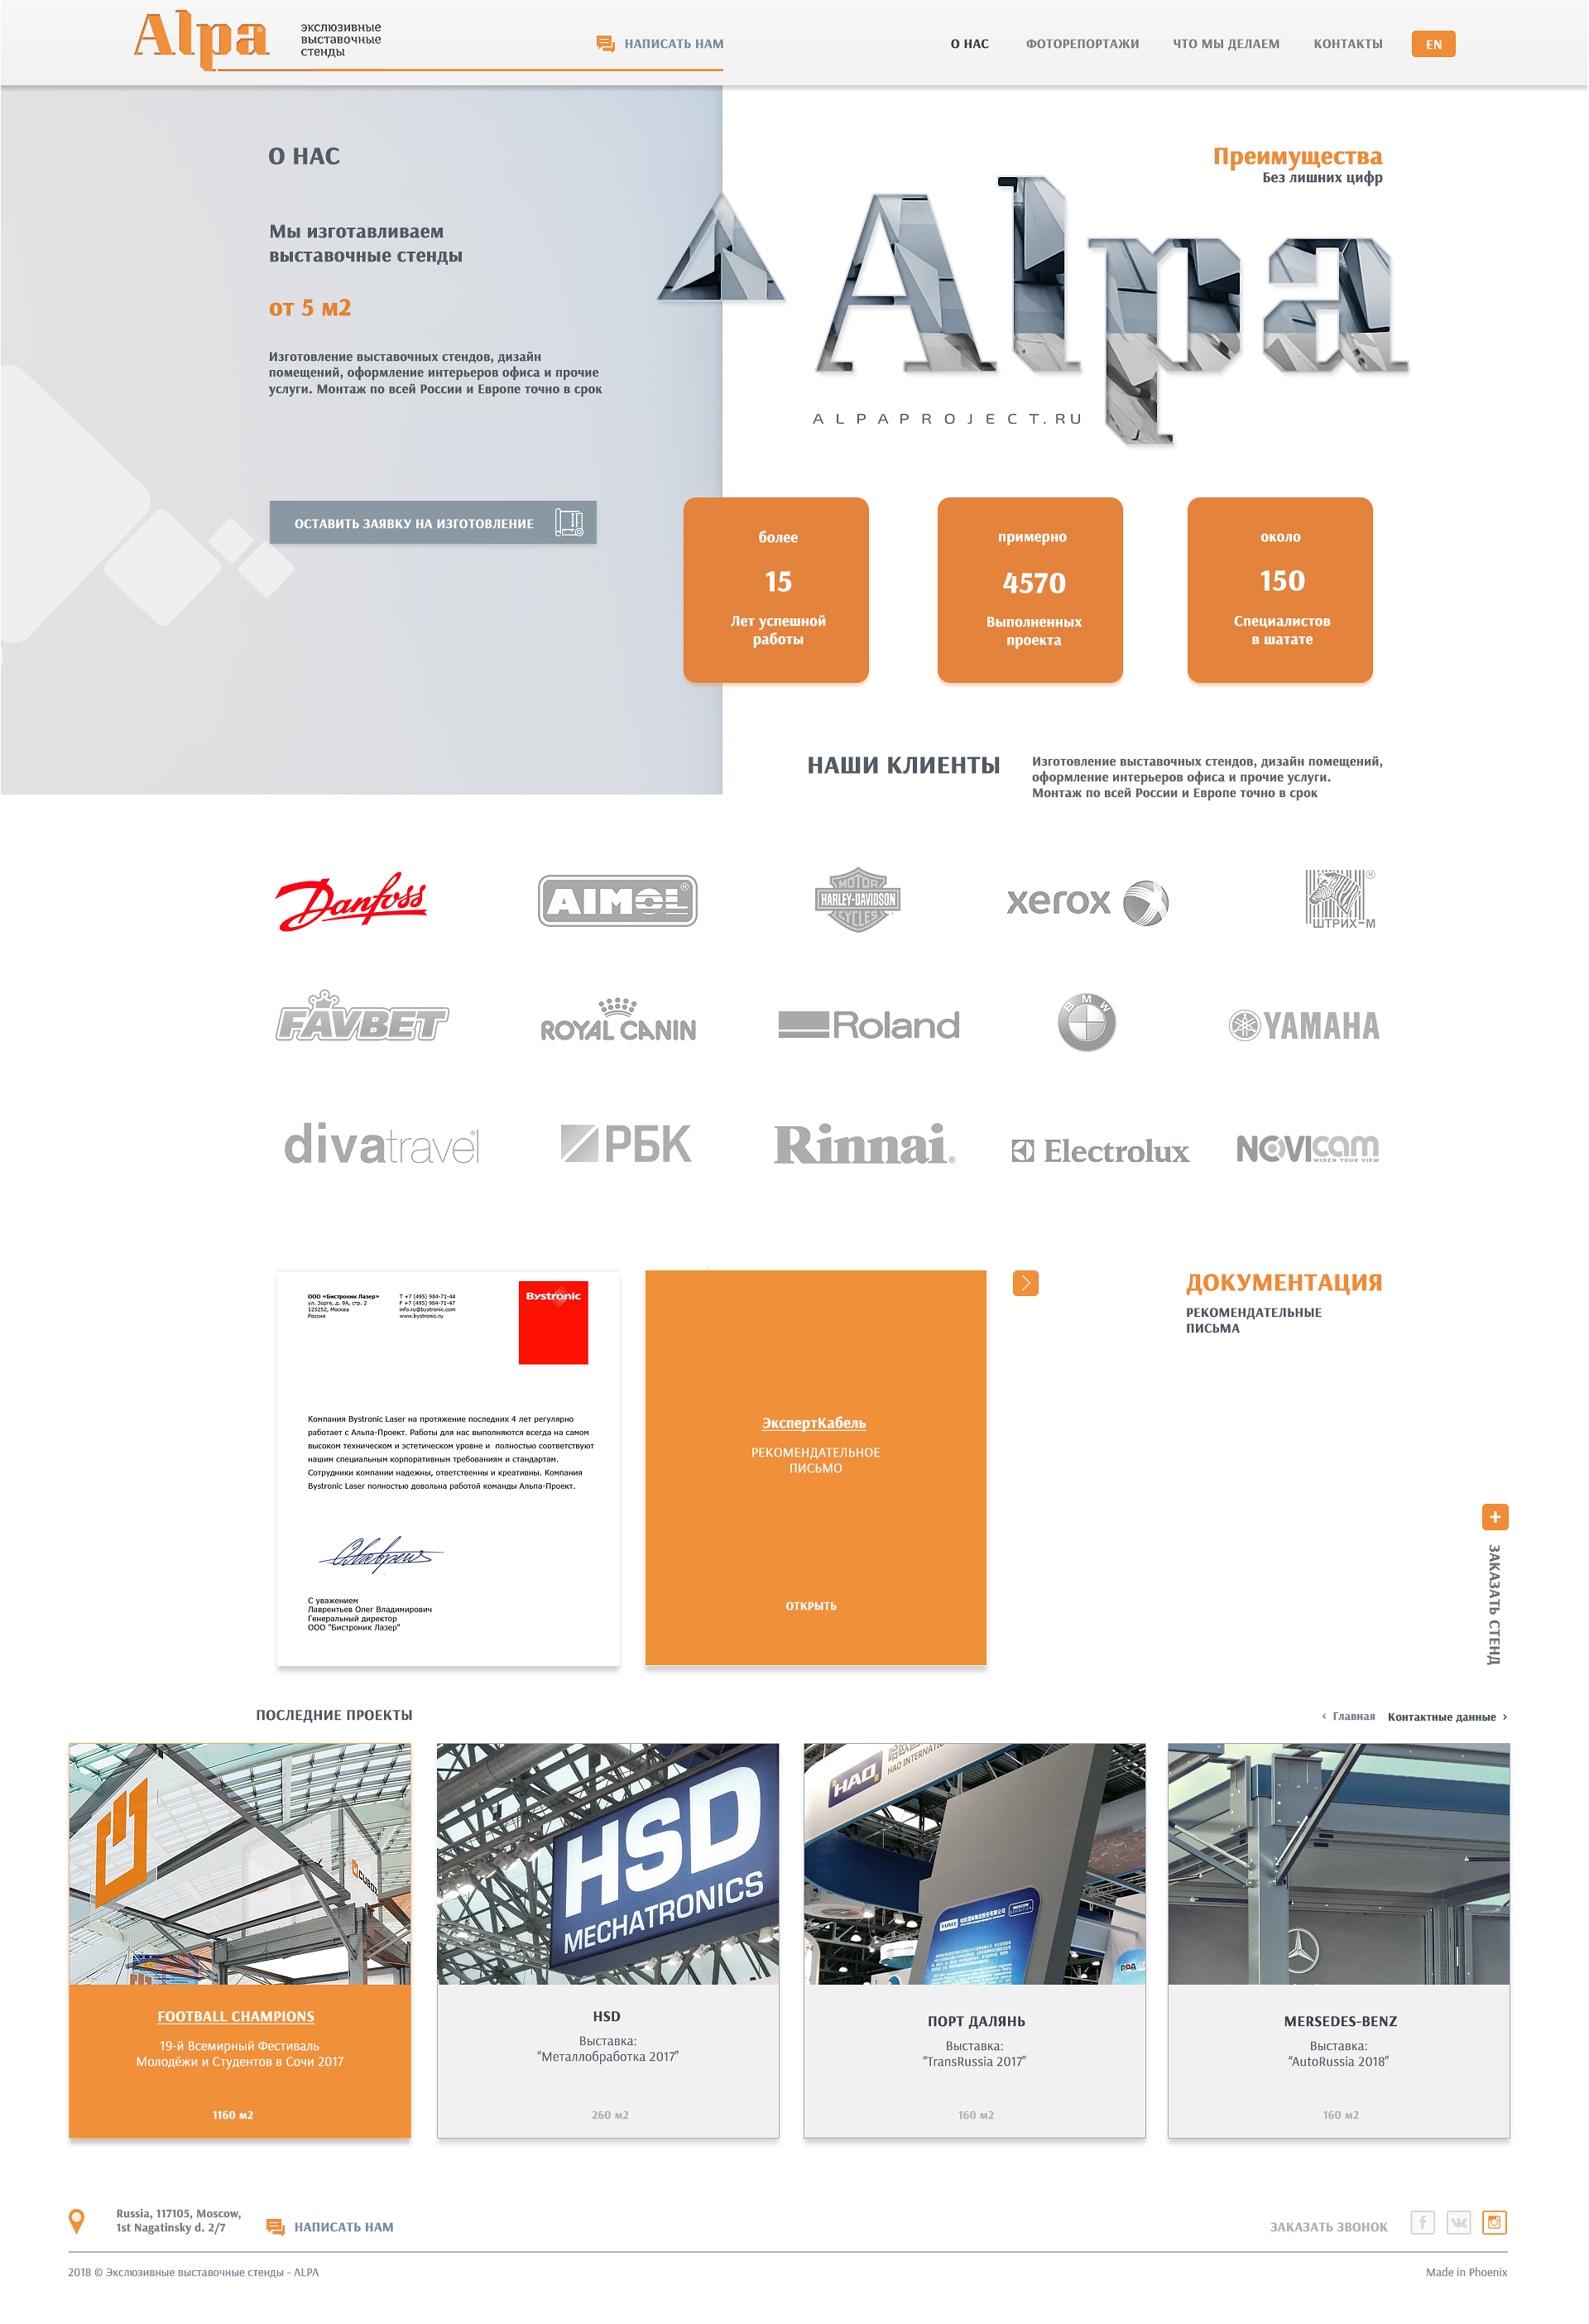 Alpa
эксклюзивные
выставочные
стенды
НАПИСАТЬ НАМ
О НАС
ФОТОРЕПОРТАЖИ
ЧТО МЫ ДЕЛАЕМ
КОНТАКТЫ
EN
О НАС
Мы изготавливаем
выставочные стенды
от 5 м2
Изготовление выставочных стендов, дизайн
помещений, оформление интерьеров офиса и прочие
услуги. Монтаж по всей России и Европе точно в срок
ОСТАВИТЬ ЗАЯВКУ НА ИЗГОТОВЛЕНИЕ
Преимущества
Без лишних цифр
Alpa
ALPAPROJECT.RU
более
15
Лет успешной
работы
примерно
4570
Выполненных
проекта
около
150
Специалистов
в шатате
НАШИ КЛИЕНТЫ
Изготовление выставочных стендов, дизайн помещений,
оформление интерьеров офиса и прочие услуги.
Монтаж по всей России и Европе точно в срок
Danfoss
AIMOL®
MOTOR
HARLEY-DAVIDSON
CYCLES
xerox
ШТРИХ-М ®
FAVBET
ROYAL CANIN
Roland
BMW
YAMAHA
divatravel®
РБК
Rinnai®
Electrolux
NOVIcam
WIDEN YOUR VIEW
ООО «Бистроник Лазер»
ул. Зорге, д. 9А, стр. 2
125252, Москва
Россия
T +7 (495) 984-71-44
F +7 (495) 984-71-47
info.ru@bystronic.com
www.bystronic.ru
Bystronic
Компания Bystronic Laser на протяжение последних 4 лет регулярно
работает с Альпа-Проект. Работы для нас выполняются всегда на самом
высоком техническом и эстетическом уровне и полностью соответствуют
нашим специальным корпоративным требованиям и стандартам.
Сотрудники компании надежны, ответственны и креативны. Компания
Bystronic Laser полностью довольна работой команды Альпа-Проект.
С уважением
Лаврентьев Олег Владимирович
Генеральный директор
ООО "Бистроник Лазер"
ЭкспертКабель
РЕКОМЕНДАТЕЛЬНОЕ
ПИСЬМО
ОТКРЫТЬ
ДОКУМЕНТАЦИЯ
РЕКОМЕНДАТЕЛЬНЫЕ
ПИСЬМА
+
ЗАКАЗАТЬ СТЕНД
ПОСЛЕДНИЕ ПРОЕКТЫ
‹ Главная
Контактные данные ›
CUBOX
HSD
MECHATRONICS
HAO
HAO INTERNATIO
HAO
FOOTBALL CHAMPIONS
19-й Всемирный Фестиваль
Молодёжи и Студентов в Сочи 2017
1160 м2
HSD
Выставка:
“Металлобработка 2017”
260 м2
ПОРТ ДАЛЯНЬ
Выставка:
“TransRussia 2017”
160 м2
MERSEDES-BENZ
Выставка:
“AutoRussia 2018”
160 м2
Russia, 117105, Moscow,
1st Nagatinsky d. 2/7
НАПИСАТЬ НАМ
ЗАКАЗАТЬ ЗВОНОК
2018 © Экслюзивные выставочные стенды - ALPA
Made in Phoenix